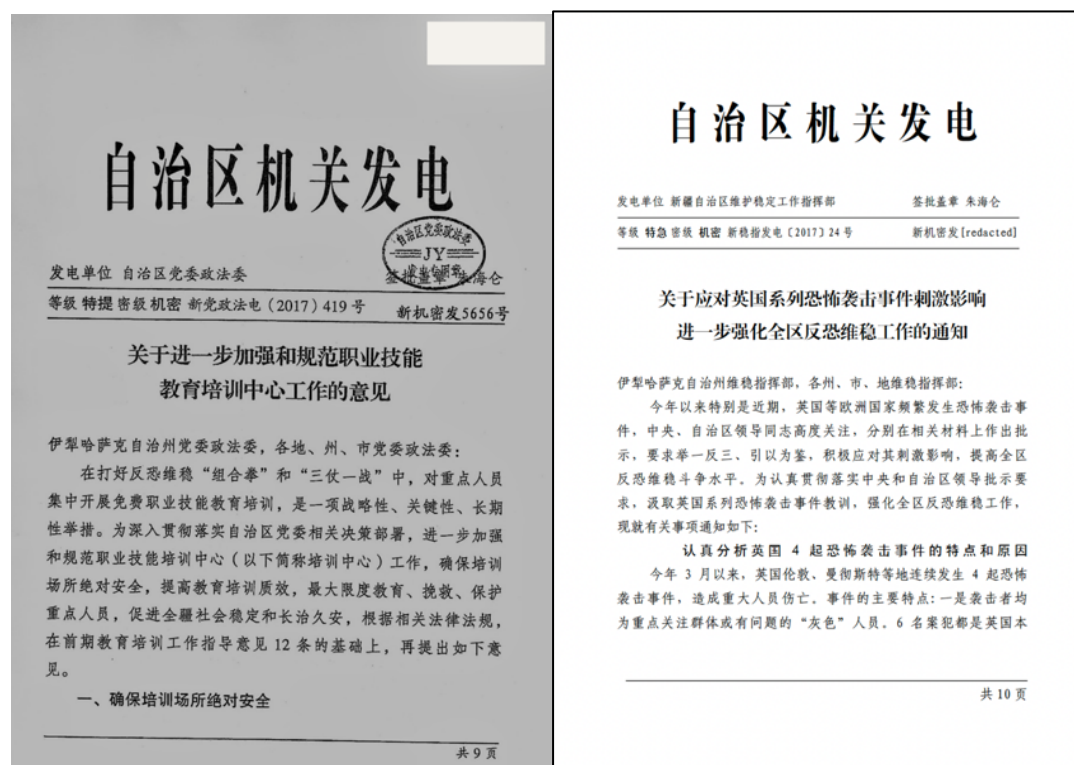 自治区机关发电
自治区党委政法委
JY
发电专用章
发电单位 自治区党委政法委
签批盖章 朱海仑
等级 特提 密级 机密 新党政法电〔2017〕419 号
新机密发5656号
关于进一步加强和规范职业技能
教育培训中心工作的意见
伊犁哈萨克自治州党委政法委，各地、州、市党委政法委：
在打好反恐维稳“组合拳”和“三仗一战”中，对重点人员
集中开展免费职业技能教育培训，是一项战略性、关键性、长期
性举措。为深入贯彻落实自治区党委相关决策部署，进一步加强
和规范职业技能培训中心（以下简称培训中心）工作，确保培训
场所绝对安全，提高教育培训质效，最大限度教育、挽救、保护
重点人员，促进全疆社会稳定和长治久安，根据相关法律法规，
在前期教育培训工作指导意见 12 条的基础上，再提出如下意
见。
一、确保培训场所绝对安全
共 9 页
自治区机关发电
发电单位 新疆自治区维护稳定工作指挥部
签批盖章 朱海仑
等级 特急 密级 机密 新稳指发电〔2017〕24 号
新机密发[redacted]
关于应对英国系列恐怖袭击事件刺激影响
进一步强化全区反恐维稳工作的通知
伊犁哈萨克自治州维稳指挥部，各州、市、地维稳指挥部：
今年以来特别是近期，英国等欧洲国家频繁发生恐怖袭击事
件，中央、自治区领导同志高度关注，分别在相关材料上作出批
示，要求举一反三、引以为鉴，积极应对其刺激影响，提高全区
反恐维稳斗争水平。为认真贯彻落实中央和自治区领导批示要
求，汲取英国系列恐怖袭击事件教训，强化全区反恐维稳工作，
现就有关事项通知如下：
认真分析英国 4 起恐怖袭击事件的特点和原因
今年 3 月以来，英国伦敦、曼彻斯特等地连续发生 4 起恐怖
袭击事件，造成重大人员伤亡。事件的主要特点：一是袭击者均
为重点关注群体或有问题的“灰色”人员。6 名案犯都是英国本
共 10 页